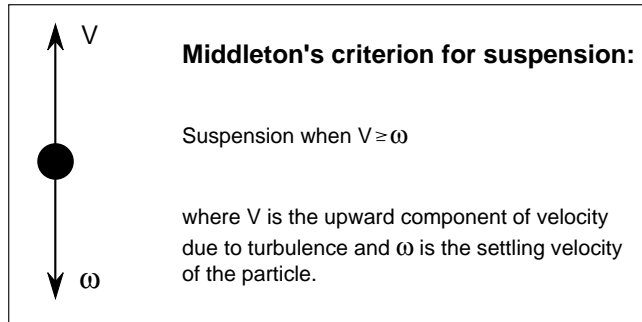 V
Middleton's criterion for suspension:
Suspension when V ≥ ω
where V is the upward component of velocity
due to turbulence and ω is the settling velocity
of the particle.
ω